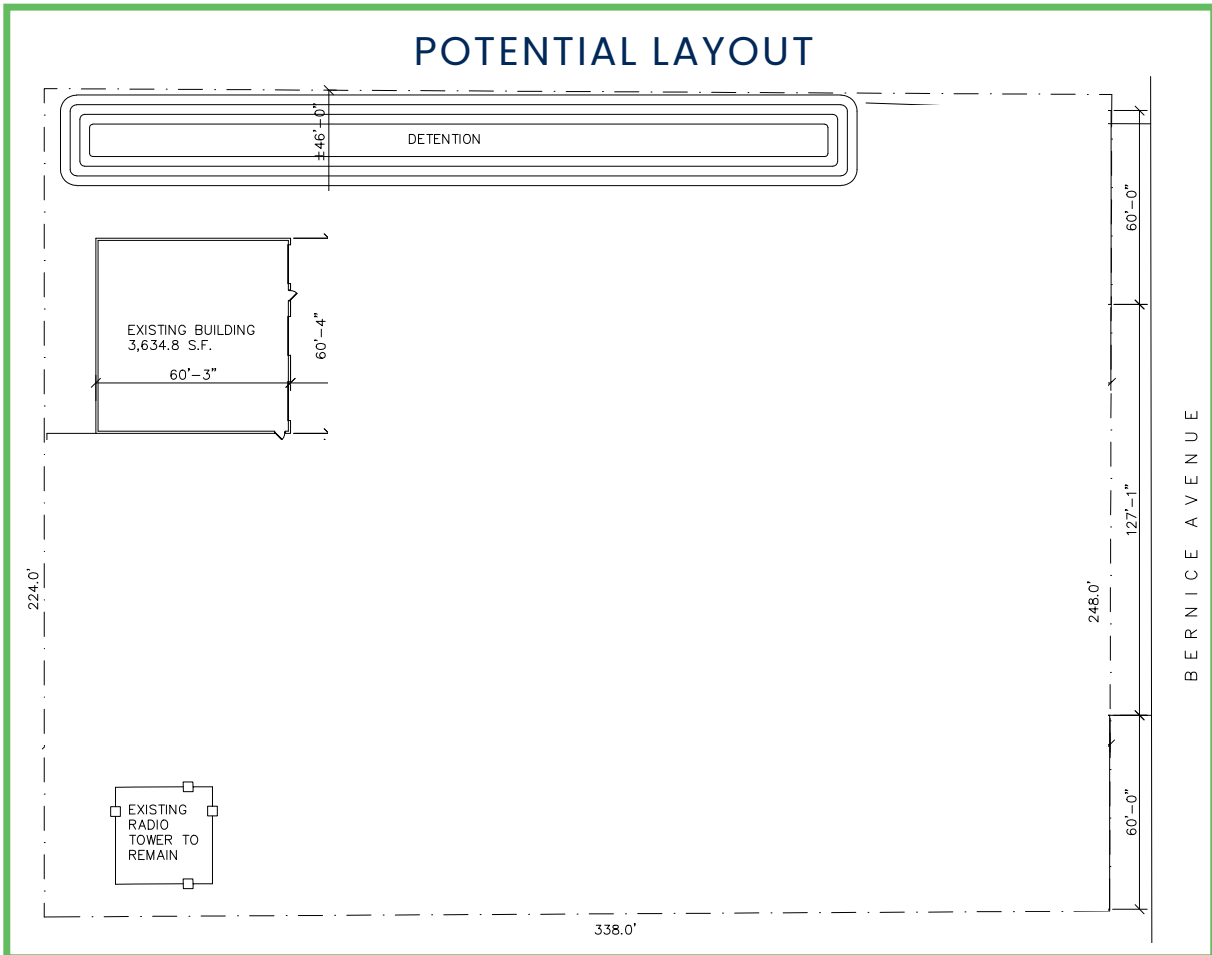 POTENTIAL LAYOUT
±46'-0"
DETENTION
60'-0"
EXISTING BUILDING
3,634.8 S.F.
60'-4"
60'-3"
127'-1"
BERNICE AVENUE
224.0'
248.0'
EXISTING
RADIO
TOWER TO
REMAIN
60'-0"
338.0'